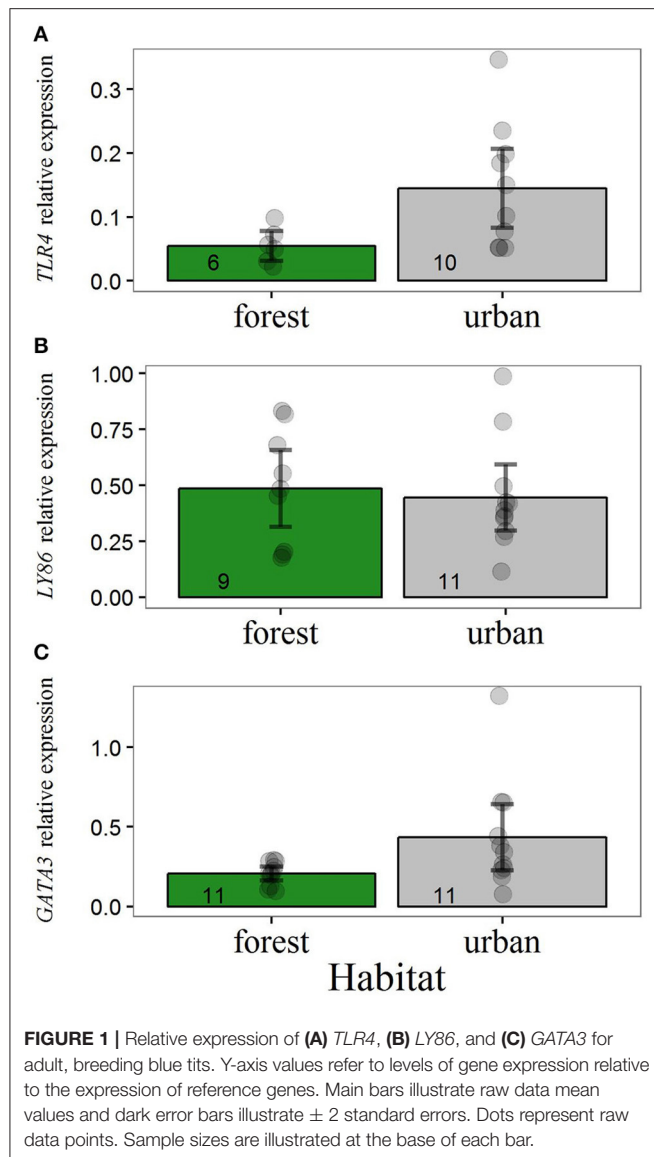 A
TLR4 relative expression
0.3
0.2
0.1
0.0
6
10
forest
urban
B
LY86 relative expression
1.00
0.75
0.50
0.25
0.00
9
11
forest
urban
C
GATA3 relative expression
1.0
0.5
0.0
11
11
forest
urban
Habitat
FIGURE 1 | Relative expression of (A) TLR4, (B) LY86, and (C) GATA3 for
adult, breeding blue tits. Y-axis values refer to levels of gene expression relative
to the expression of reference genes. Main bars illustrate raw data mean
values and dark error bars illustrate ± 2 standard errors. Dots represent raw
data points. Sample sizes are illustrated at the base of each bar.